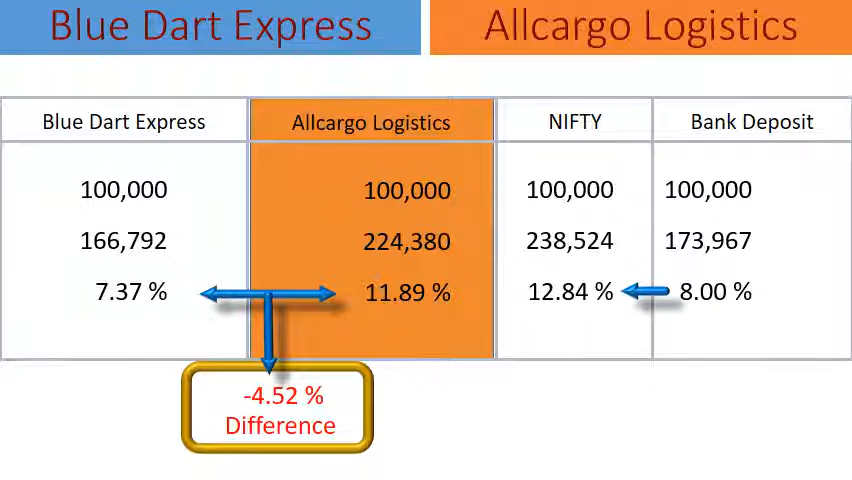 Blue Dart Express Allcargo Logistics
Blue Dart Express Allcargo Logistics NIFTY Bank Deposit
100,000 100,000 100,000 100,000
166,792 224,380 238,524 173,967
7.37 % 11.89 % 12.84 % 8.00 %
-4.52 %
Difference